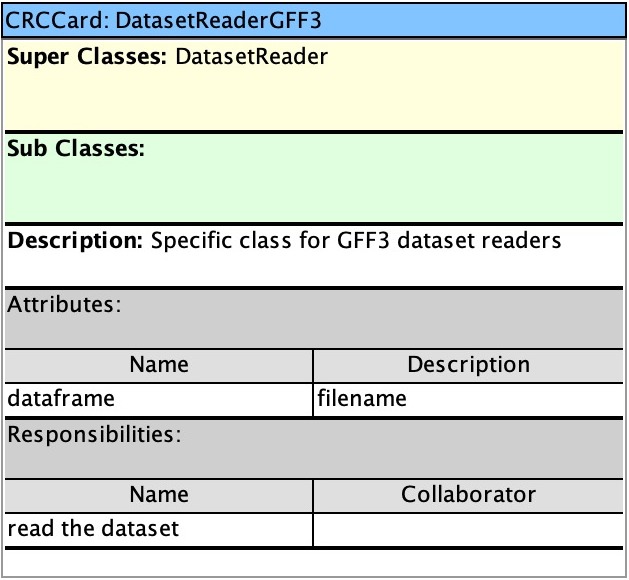 CRCCard: DatasetReaderGFF3
Super Classes: DatasetReader
Sub Classes:
Description: Specific class for GFF3 dataset readers
Attributes:
Name Description
dataframe filename
Responsibilities:
Name Collaborator
read the dataset